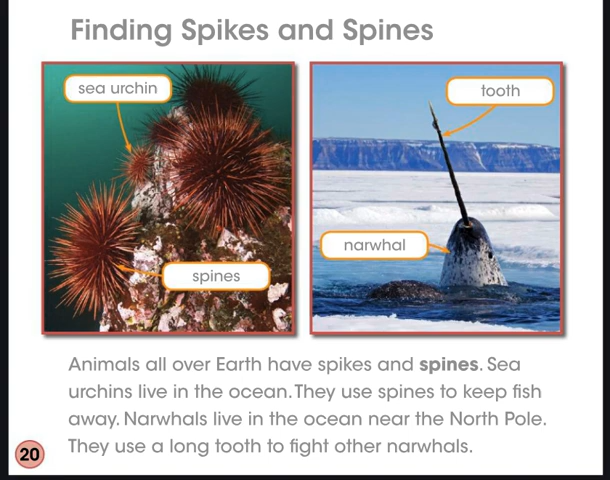 Finding Spikes and Spines
sea urchin
spines
tooth
narwhal
Animals all over Earth have spikes and spines. Sea
urchins live in the ocean. They use spines to keep fish
away. Narwhals live in the ocean near the North Pole.
They use a long tooth to fight other narwhals.
20